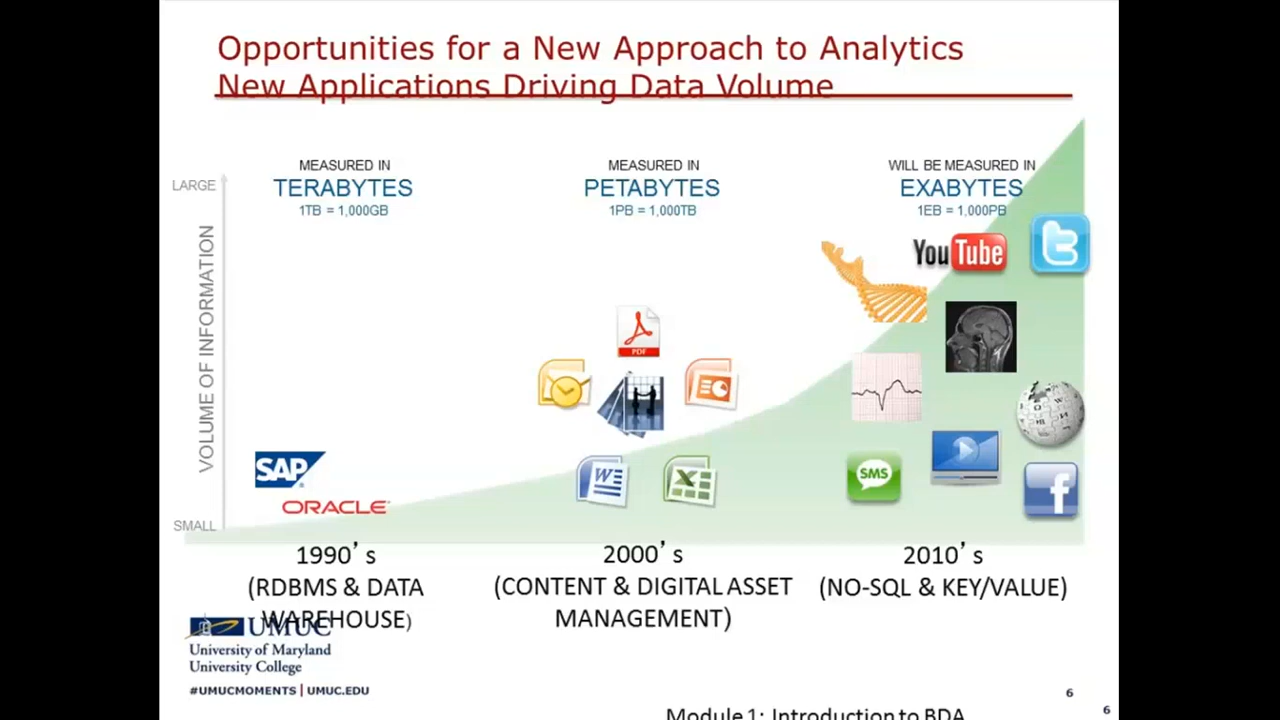 Opportunities for a New Approach to Analytics
New Applications Driving Data Volume
MEASURED IN
TERABYTES
1TB = 1,000GB
MEASURED IN
PETABYTES
1PB = 1,000TB
WILL BE MEASURED IN
EXABYTES
1EB = 1,000PB
LARGE
VOLUME OF INFORMATION
SMALL
YouTube
PDF
SAP
ORACLE
SMS
W
X
f
1990's
(RDBMS & DATA
WAREHOUSE)
2000's
(CONTENT & DIGITAL ASSET
MANAGEMENT)
2010's
(NO-SQL & KEY/VALUE)
UMUC
University of Maryland
University College
#UMUCMOMENTS | UMUC.EDU
6
6
Module 1: Introduction to BDA